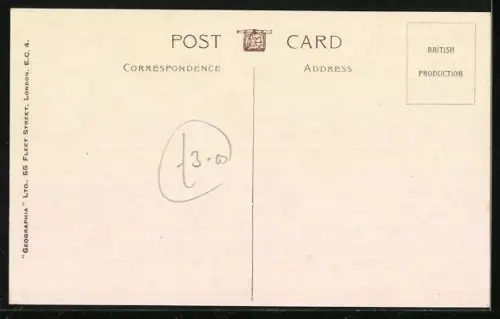 POST CARD
CORRESPONDENCE
ADDRESS
BRITISH
PRODUCTION
£3-00
"GEOGRAPHIA" LTD., 55 FLEET STREET, LONDON, E.C. 4.